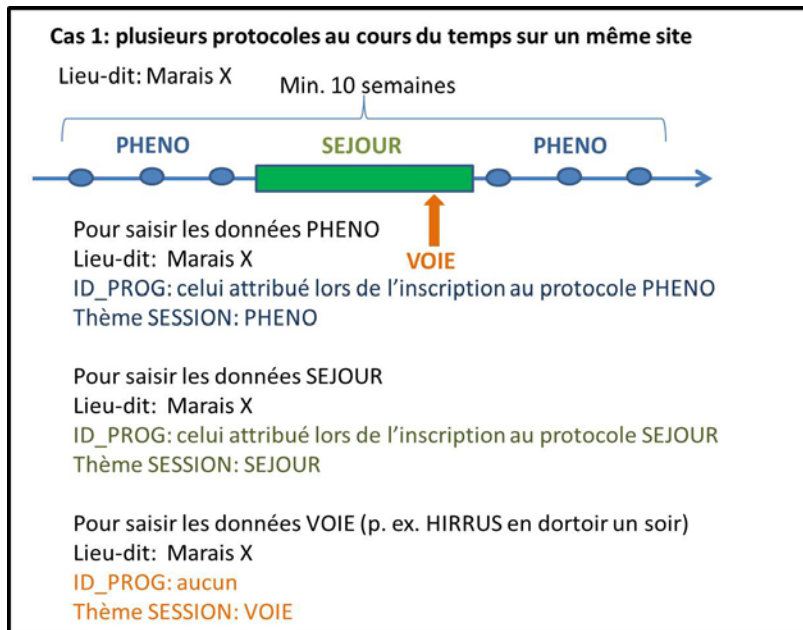 Cas 1: plusieurs protocoles au cours du temps sur un même site
Lieu-dit: Marais X
Min. 10 semaines
PHENO SEJOUR PHENO
VOIE
Pour saisir les données PHENO
Lieu-dit: Marais X
ID_PROG: celui attribué lors de l'inscription au protocole PHENO
Thème SESSION: PHENO
Pour saisir les données SEJOUR
Lieu-dit: Marais X
ID_PROG: celui attribué lors de l'inscription au protocole SEJOUR
Thème SESSION: SEJOUR
Pour saisir les données VOIE (p. ex. HIRRUS en dortoir un soir)
Lieu-dit: Marais X
ID_PROG: aucun
Thème SESSION: VOIE